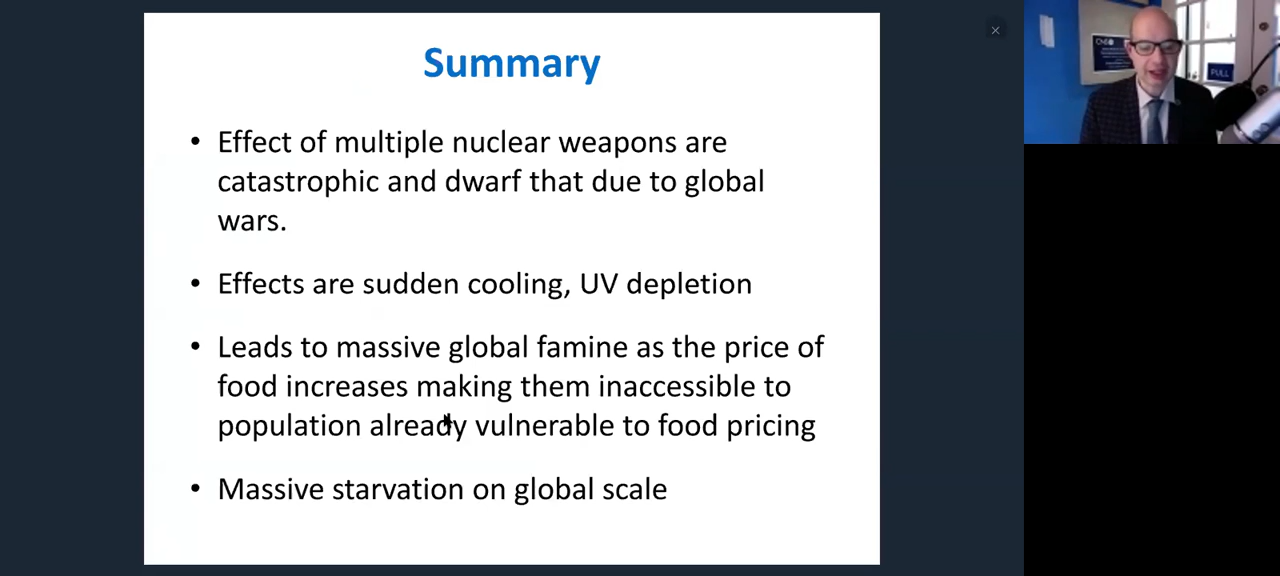 Summary
• Effect of multiple nuclear weapons are
catastrophic and dwarf that due to global
wars.
• Effects are sudden cooling, UV depletion
• Leads to massive global famine as the price of
food increases making them inaccessible to
population already vulnerable to food pricing
• Massive starvation on global scale
PULL